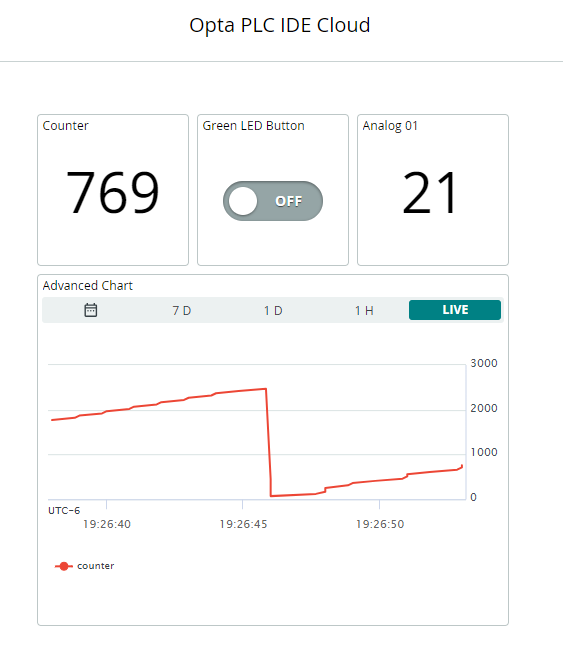 Opta PLC IDE Cloud
Counter
769
Green LED Button
OFF
Analog 01
21
Advanced Chart
7 D
1 D
1 H
LIVE
3000
2000
1000
0
UTC-6
19:26:40
19:26:45
19:26:50
counter